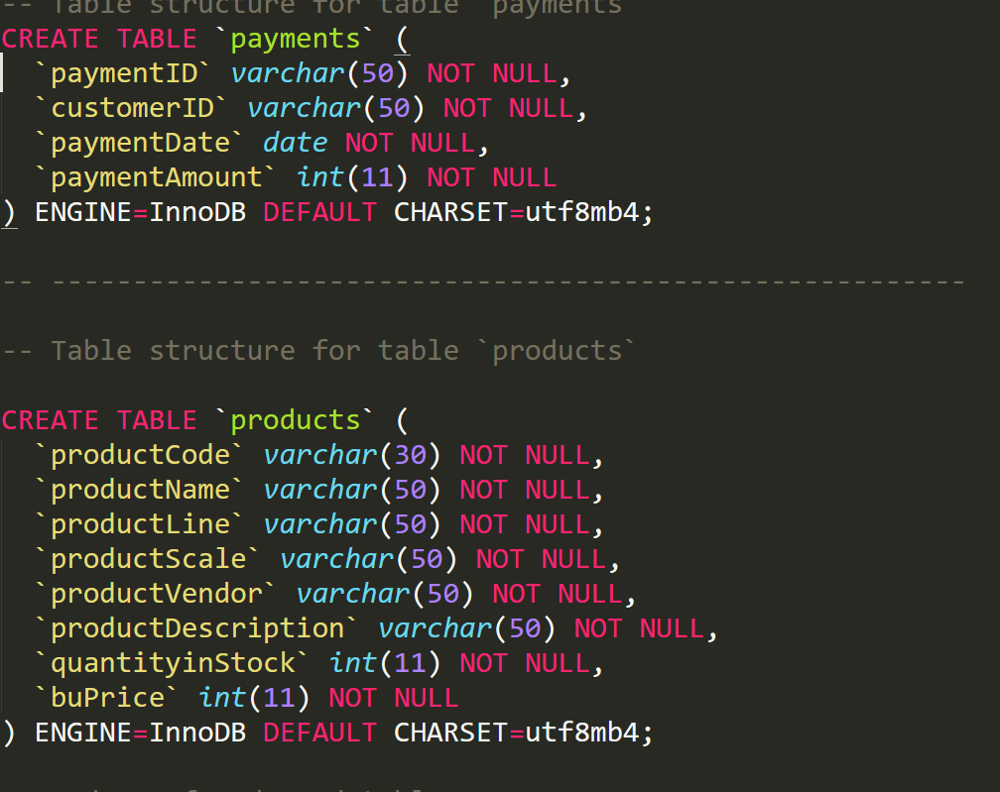 -- Table structure for table `payments`
CREATE TABLE `payments` (
  `paymentID` varchar(50) NOT NULL,
  `customerID` varchar(50) NOT NULL,
  `paymentDate` date NOT NULL,
  `paymentAmount` int(11) NOT NULL
) ENGINE=InnoDB DEFAULT CHARSET=utf8mb4;
-- --------------------------------------------------------
-- Table structure for table `products`
CREATE TABLE `products` (
  `productCode` varchar(30) NOT NULL,
  `productName` varchar(50) NOT NULL,
  `productLine` varchar(50) NOT NULL,
  `productScale` varchar(50) NOT NULL,
  `productVendor` varchar(50) NOT NULL,
  `productDescription` varchar(50) NOT NULL,
  `quantityinStock` int(11) NOT NULL,
  `buPrice` int(11) NOT NULL
) ENGINE=InnoDB DEFAULT CHARSET=utf8mb4;